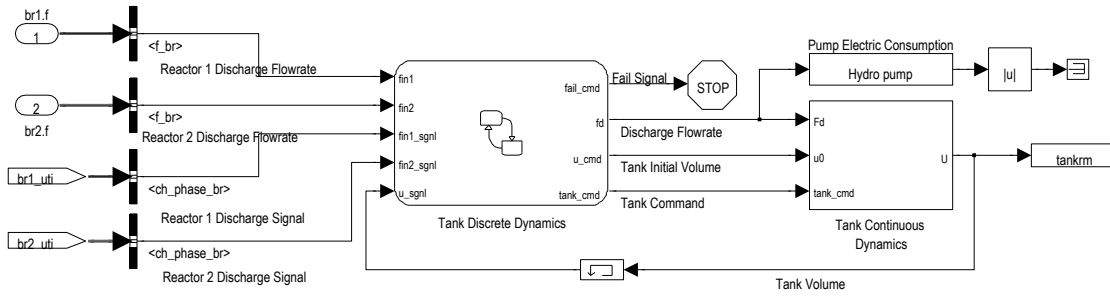 br1.f
1
<f_br>
Reactor 1 Discharge Flowrate
2
br2.f
<f_br>
Reactor 2 Discharge Flowrate
br1_uti
<ch_phase_br>
Reactor 1 Discharge Signal
br2_uti
<ch_phase_br>
Reactor 2 Discharge Signal
fin1
fin2
fin1_sgnl
fin2_sgnl
u_sgnl
fail_cmd
fd
u_cmd
tank_cmd
Tank Discrete Dynamics
Fail Signal
STOP
Discharge Flowrate
Tank Initial Volume
Tank Command
Pump Electric Consumption
Hydro pump
|u|
Fd
u0
tank_cmd
U
Tank Continuous
Dynamics
tankrm
Tank Volume